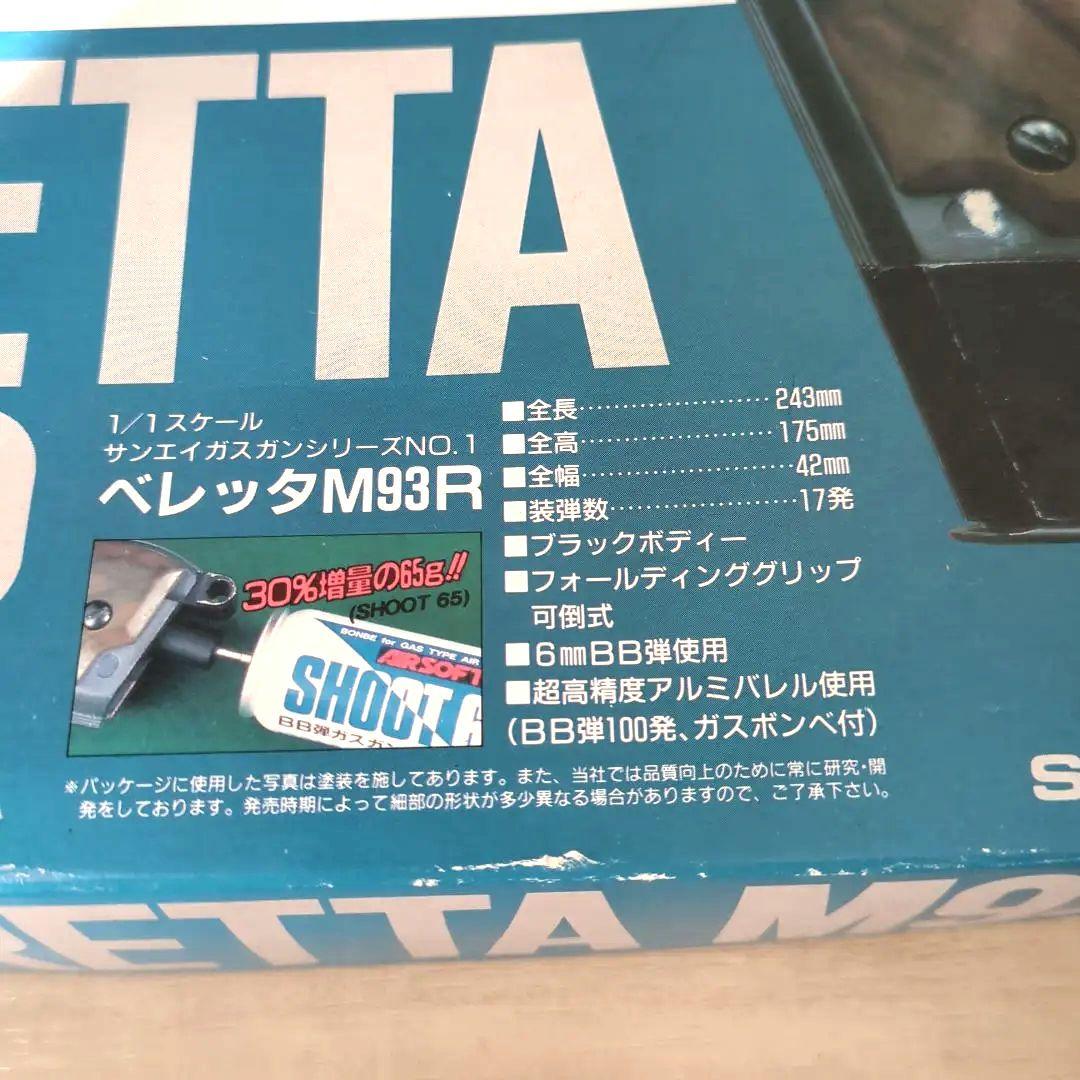 ETTA
1/1スケール
サンエイガスガンシリーズNO.1
ベレッタM93R
■全長························243mm
■全高························175mm
■全幅························42mm
■装弾数·····················17発
■ブラックボディー
■フォールディンググリップ
可倒式
■6mmBB弾使用
■超高精度アルミバレル使用
(BB弾100発、ガスボンベ付)
30%増量の65g!!
(SHOOT 65)
BONBE for GAS TYPE AIR
AIRSOFT
SHOOT
BB弾ガスガン
※パッケージに使用した写真は塗装を施してあります。また、当社では品質向上のために常に研究・開
発をしております。発売時期によって細部の形状が多少異なる場合がありますので、ご了承下さい。
S
RETTA M9